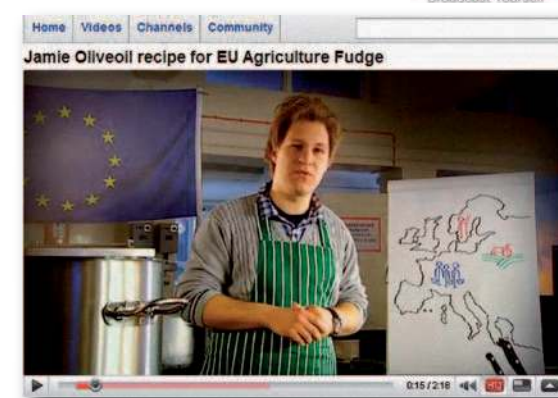 Home Videos Channels Community
Jamie Oliveoil recipe for EU Agriculture Fudge
0:15 / 2:18 HQ